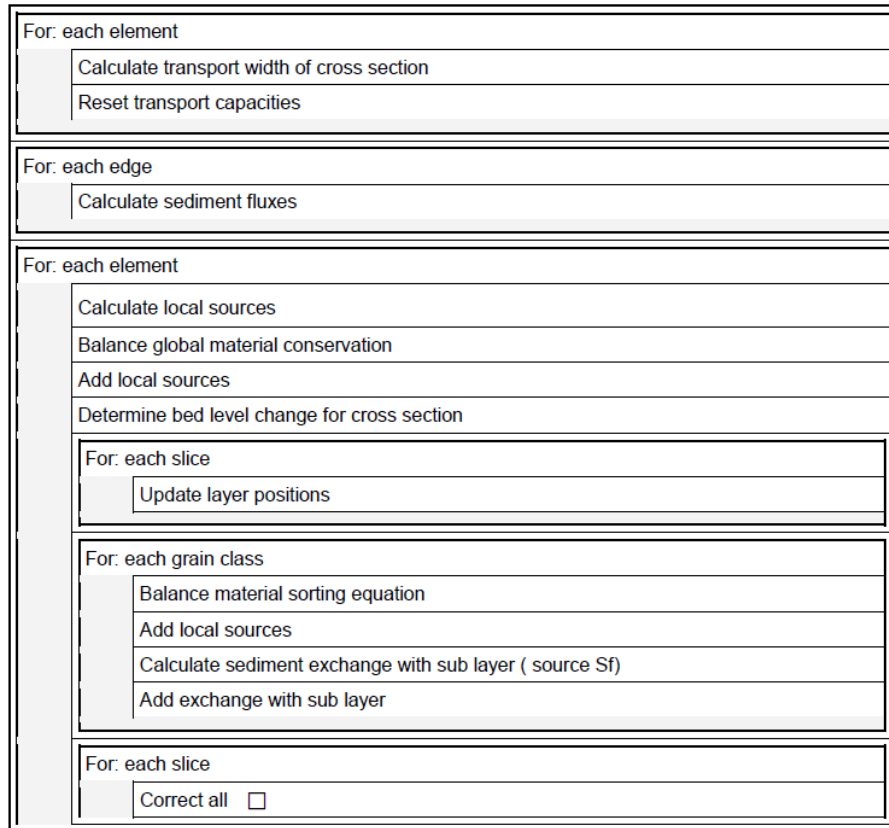 For: each element
Calculate transport width of cross section
Reset transport capacities
For: each edge
Calculate sediment fluxes
For: each element
Calculate local sources
Balance global material conservation
Add local sources
Determine bed level change for cross section
For: each slice
Update layer positions
For: each grain class
Balance material sorting equation
Add local sources
Calculate sediment exchange with sub layer ( source Sf)
Add exchange with sub layer
For: each slice
Correct all □